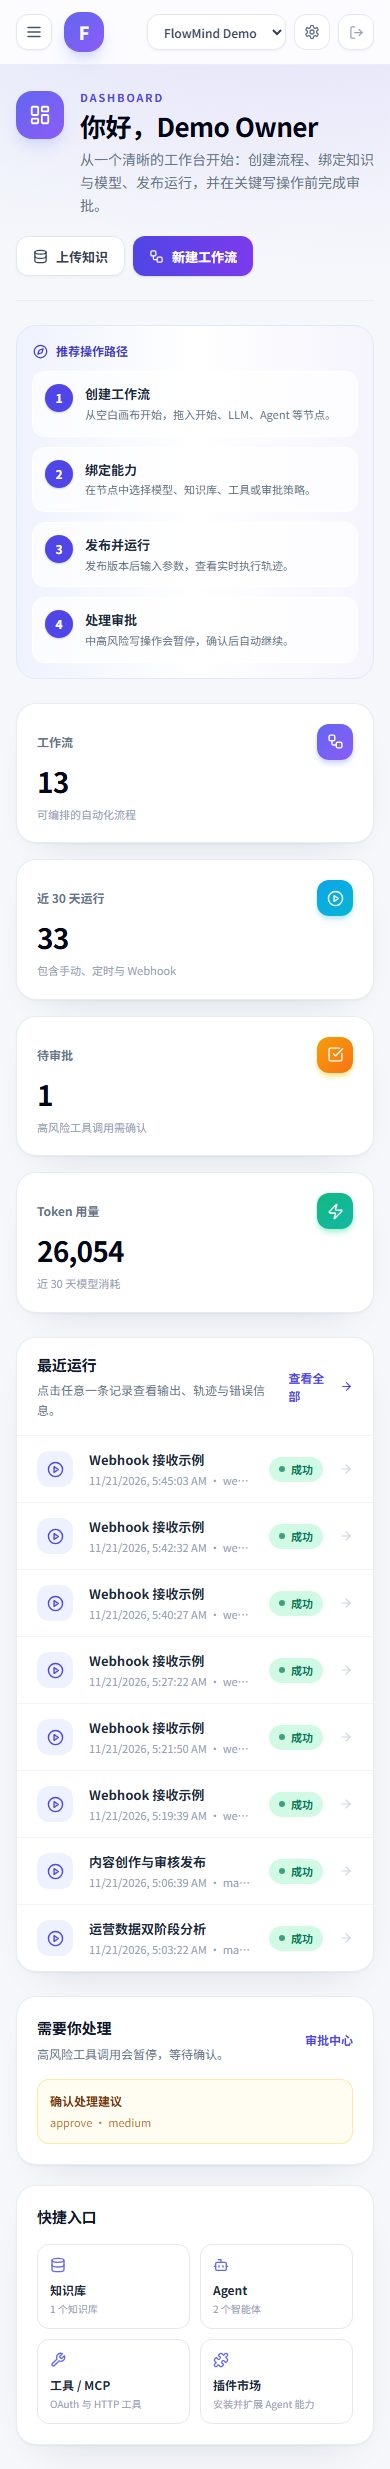 F
FlowMind Demo
DASHBOARD
你好，Demo Owner
从一个清晰的工作台开始：创建流程、绑定知识
与模型、发布运行，并在关键写操作前完成审
批。
上传知识
新建工作流
推荐操作路径
1
创建工作流
从空白画布开始，拖入开始、LLM、Agent 等节点。
2
绑定能力
在节点中选择模型、知识库、工具或审批策略。
3
发布并运行
发布版本后输入参数，查看实时执行轨迹。
4
处理审批
中高风险写操作会暂停，确认后自动继续。
工作流
13
可编排的自动化流程
近 30 天运行
33
包含手动、定时与 Webhook
待审批
1
高风险工具调用需确认
Token 用量
26,054
近 30 天模型消耗
最近运行
点击任意一条记录查看输出、轨迹与错误信
息。
查看全
部
Webhook 接收示例
11/21/2026, 5:45:03 AM · we…
成功
Webhook 接收示例
11/21/2026, 5:42:32 AM · we…
成功
Webhook 接收示例
11/21/2026, 5:40:27 AM · we…
成功
Webhook 接收示例
11/21/2026, 5:27:22 AM · we…
成功
Webhook 接收示例
11/21/2026, 5:21:50 AM · we…
成功
Webhook 接收示例
11/21/2026, 5:19:39 AM · we…
成功
内容创作与审核发布
11/21/2026, 5:06:39 AM · ma…
成功
运营数据双阶段分析
11/21/2026, 5:03:22 AM · ma…
成功
需要你处理
高风险工具调用会暂停，等待确认。
审批中心
确认处理建议
approve · medium
快捷入口
知识库
1 个知识库
Agent
2 个智能体
工具 / MCP
OAuth 与 HTTP 工具
插件市场
安装并扩展 Agent 能力